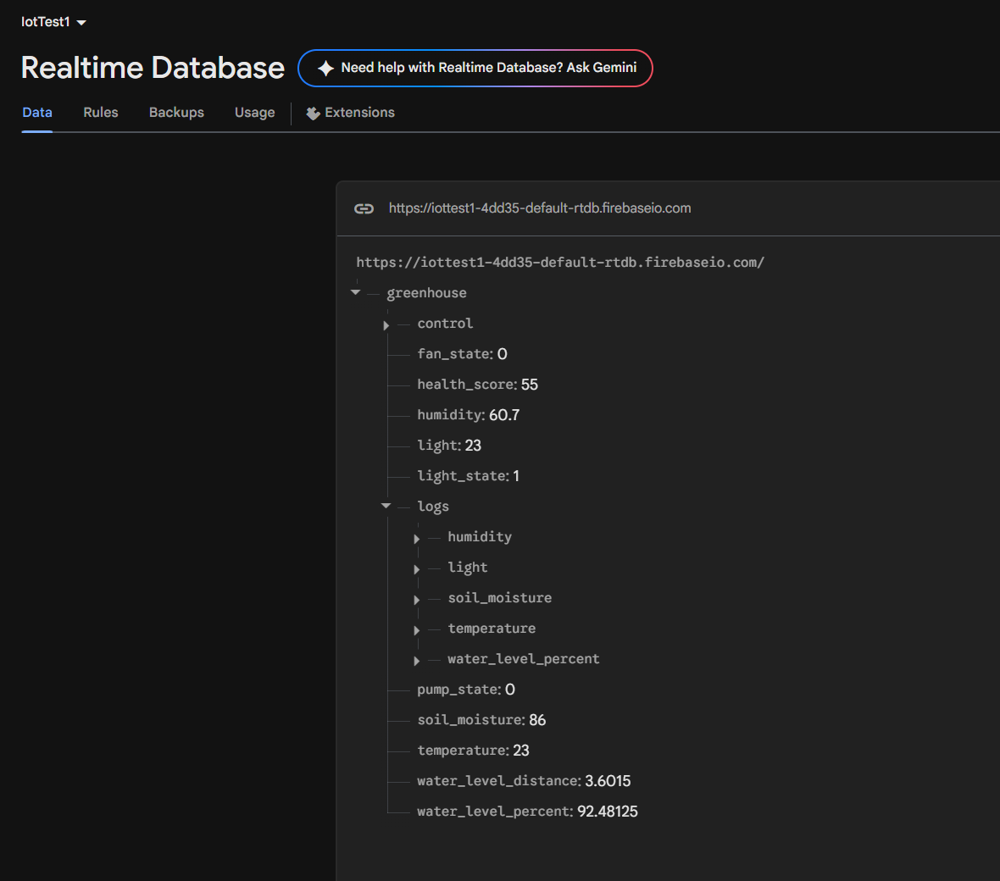 IotTest1
Realtime Database
Need help with Realtime Database? Ask Gemini
Data Rules Backups Usage Extensions
https://iottest1-4dd35-default-rtdb.firebaseio.com
https://iottest1-4dd35-default-rtdb.firebaseio.com/
greenhouse
control
fan_state: 0
health_score: 55
humidity: 60.7
light: 23
light_state: 1
logs
humidity
light
soil_moisture
temperature
water_level_percent
pump_state: 0
soil_moisture: 86
temperature: 23
water_level_distance: 3.6015
water_level_percent: 92.48125